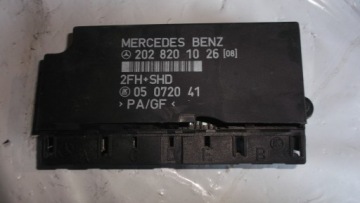 MERCEDES BENZ
202 820 10 26 [08]
2FH+SHD
05 0720 41
>PA/GF<